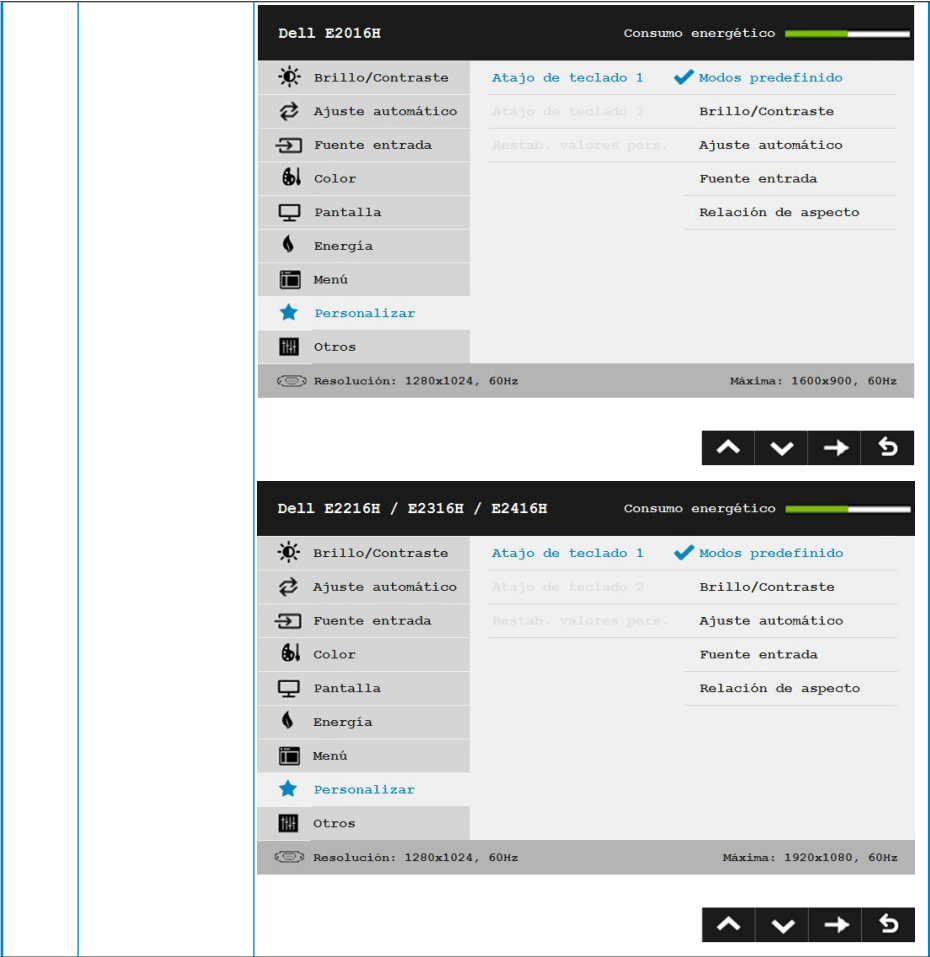 Dell E2016H Consumo energético
Brillo/Contraste Atajo de teclado 1 Modos predefinido
Ajuste automático Atajo de teclado 2 Brillo/Contraste
Fuente entrada Restab. valores pers. Ajuste automático
Color Fuente entrada
Pantalla Relación de aspecto
Energía
Menú
Personalizar
Otros
Resolución: 1280x1024, 60Hz Máxima: 1600x900, 60Hz
Dell E2216H / E2316H / E2416H Consumo energético
Brillo/Contraste Atajo de teclado 1 Modos predefinido
Ajuste automático Atajo de teclado 2 Brillo/Contraste
Fuente entrada Restab. valores pers. Ajuste automático
Color Fuente entrada
Pantalla Relación de aspecto
Energía
Menú
Personalizar
Otros
Resolución: 1280x1024, 60Hz Máxima: 1920x1080, 60Hz